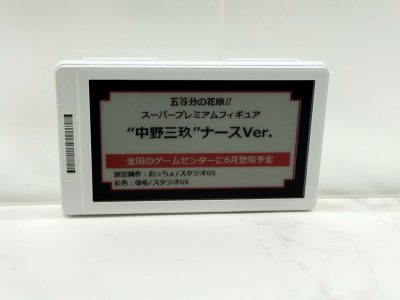 五等分の花嫁∬
スーパープレミアムフィギュア
“中野三玖”ナースVer.
全国のゲームセンターに6月登場予定
原型制作：おっちょ/スタジオGS
彩色：瑠希/スタジオGS